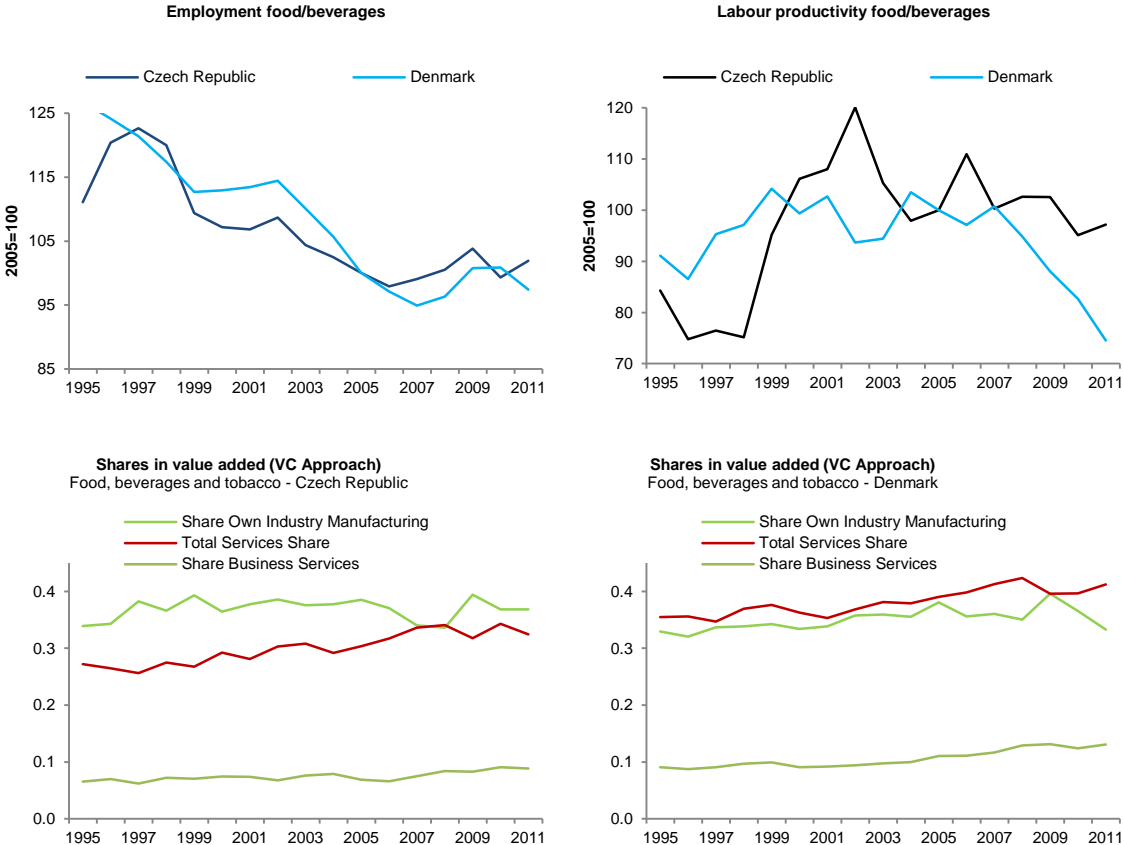 Employment food/beverages
Czech Republic Denmark
2005=100
125
115
105
95
85
1995 1997 1999 2001 2003 2005 2007 2009 2011
Labour productivity food/beverages
Czech Republic Denmark
2005=100
120
110
100
90
80
70
1995 1997 1999 2001 2003 2005 2007 2009 2011
Shares in value added (VC Approach)
Food, beverages and tobacco - Czech Republic
Share Own Industry Manufacturing
Total Services Share
Share Business Services
0.4
0.3
0.2
0.1
0.0
1995 1997 1999 2001 2003 2005 2007 2009 2011
Shares in value added (VC Approach)
Food, beverages and tobacco - Denmark
Share Own Industry Manufacturing
Total Services Share
Share Business Services
0.4
0.3
0.2
0.1
0.0
1995 1997 1999 2001 2003 2005 2007 2009 2011